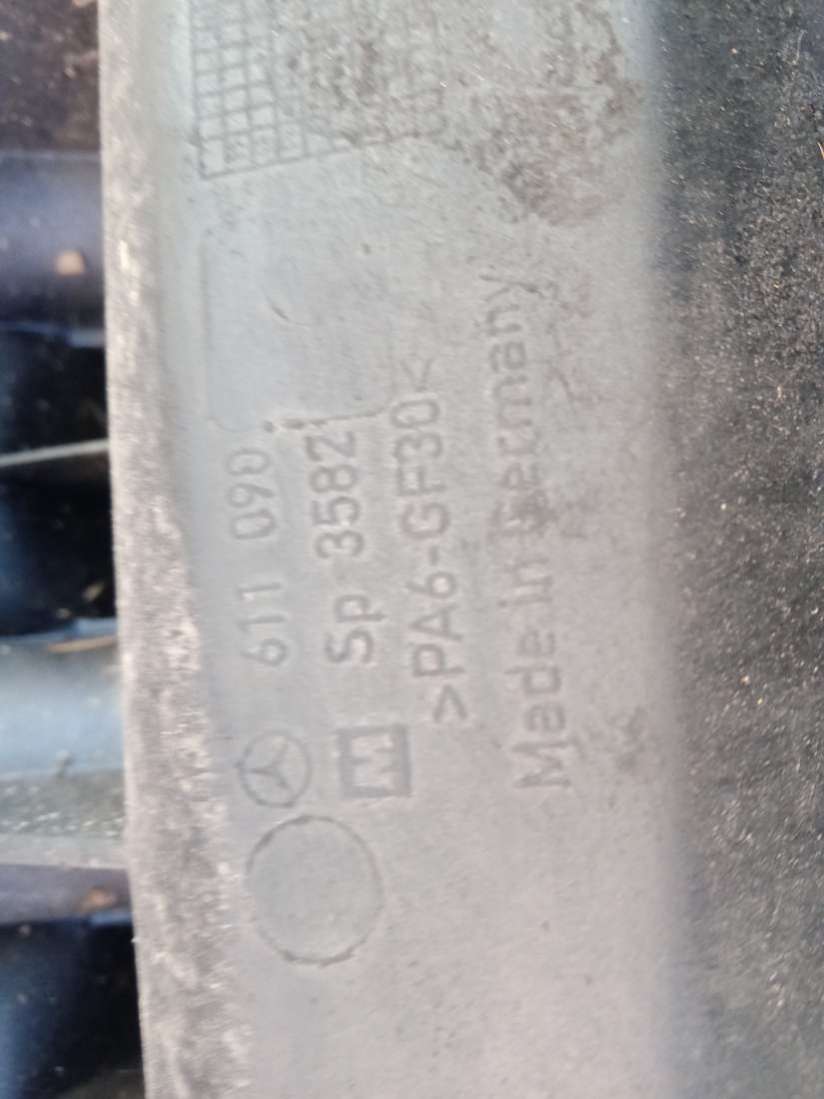 611 090
Sp 3582
>PA6-GF30<
Made in Germany